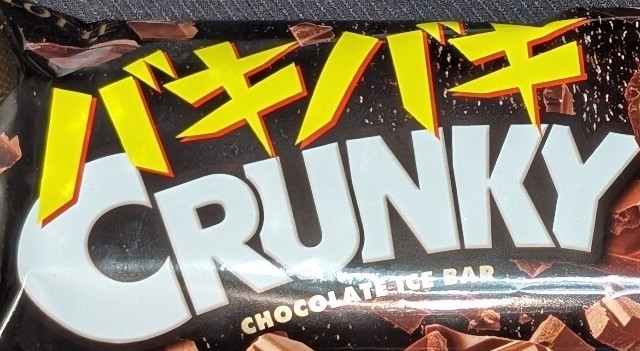 バキバキ
CRUNKY
CHOCOLATE ICE BAR